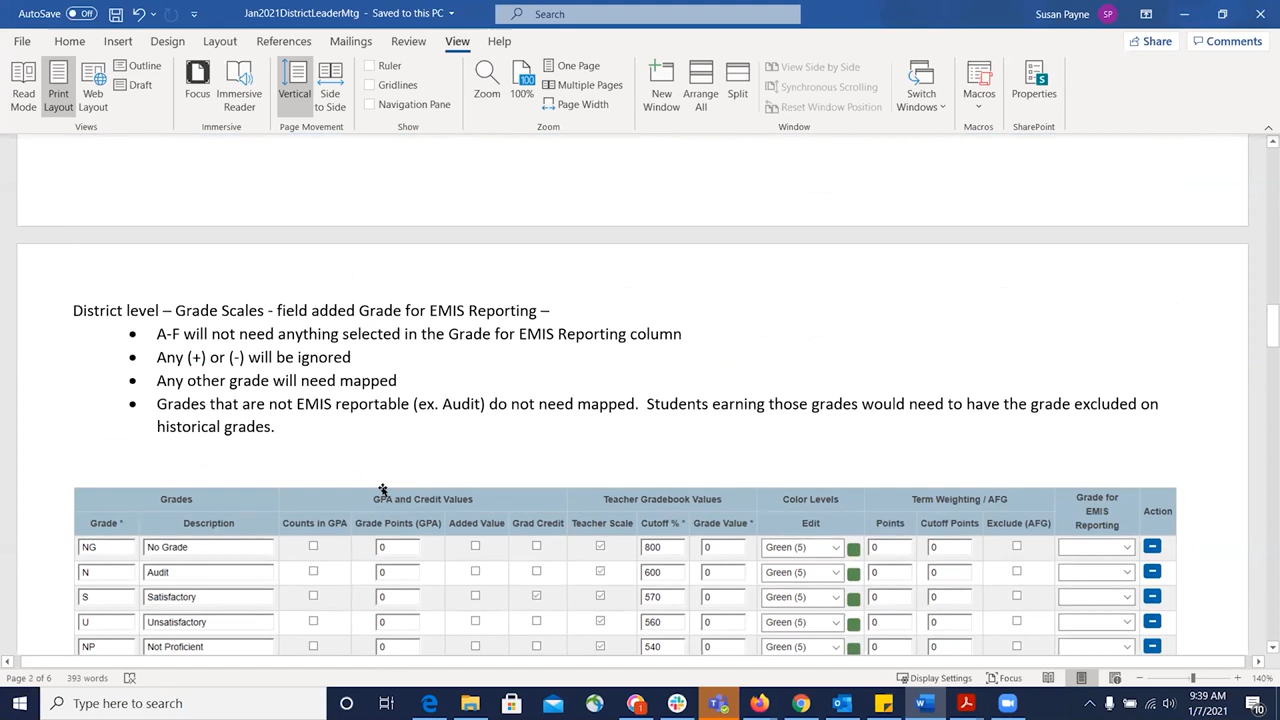 AutoSave Off Jan2021DistrictLeaderMtg - Saved to this PC Search Susan Payne SP
File Home Insert Design Layout References Mailings Review View Help Share Comments
Read Mode Print Layout Web Layout Outline Draft Focus Immersive Reader Vertical Side to Side Ruler Gridlines Navigation Pane Zoom 100 100% One Page Multiple Pages Page Width New Window Arrange All Split View Side by Side Synchronous Scrolling Reset Window Position Switch Windows Macros Properties
Views Immersive Page Movement Show Zoom Window Macros SharePoint
District level – Grade Scales - field added Grade for EMIS Reporting –
• A-F will not need anything selected in the Grade for EMIS Reporting column
• Any (+) or (-) will be ignored
• Any other grade will need mapped
• Grades that are not EMIS reportable (ex. Audit) do not need mapped.  Students earning those grades would need to have the grade excluded on
historical grades.
Grades GPA and Credit Values Teacher Gradebook Values Color Levels Term Weighting / AFG Grade for EMIS Reporting Action
Grade * Description Counts in GPA Grade Points (GPA) Added Value Grad Credit Teacher Scale Cutoff % * Grade Value * Edit Points Cutoff Points Exclude (AFG)
NG No Grade 0 800 0 Green (5) 0 0
N Audit 0 600 0 Green (5) 0 0
S Satisfactory 0 570 0 Green (5) 0 0
U Unsatisfactory 0 560 0 Green (5) 0 0
NP Not Proficient 0 540 0 Green (5) 0 0
Page 2 of 6 393 words Display Settings Focus 140%
Type here to search 9:39 AM
1/7/2021